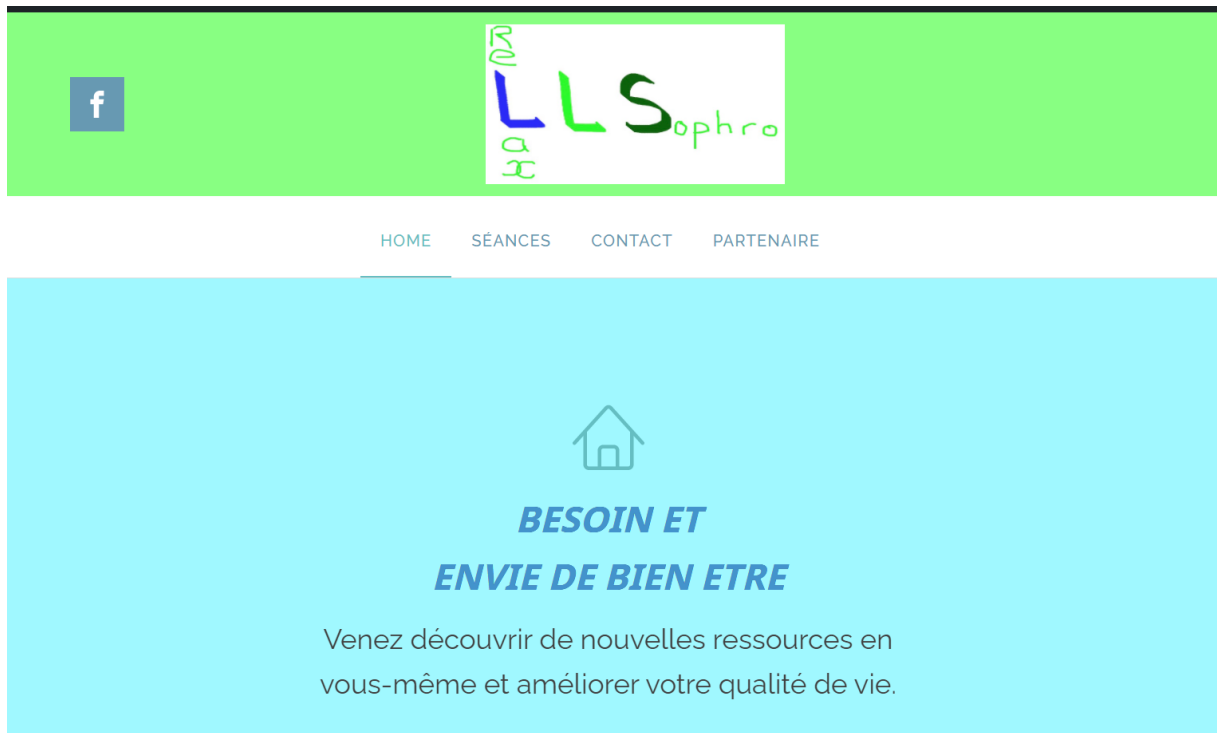 f
Re
L L Sophro
ax
HOME SÉANCES CONTACT PARTENAIRE
BESOIN ET
ENVIE DE BIEN ETRE
Venez découvrir de nouvelles ressources en
vous-même et améliorer votre qualité de vie.